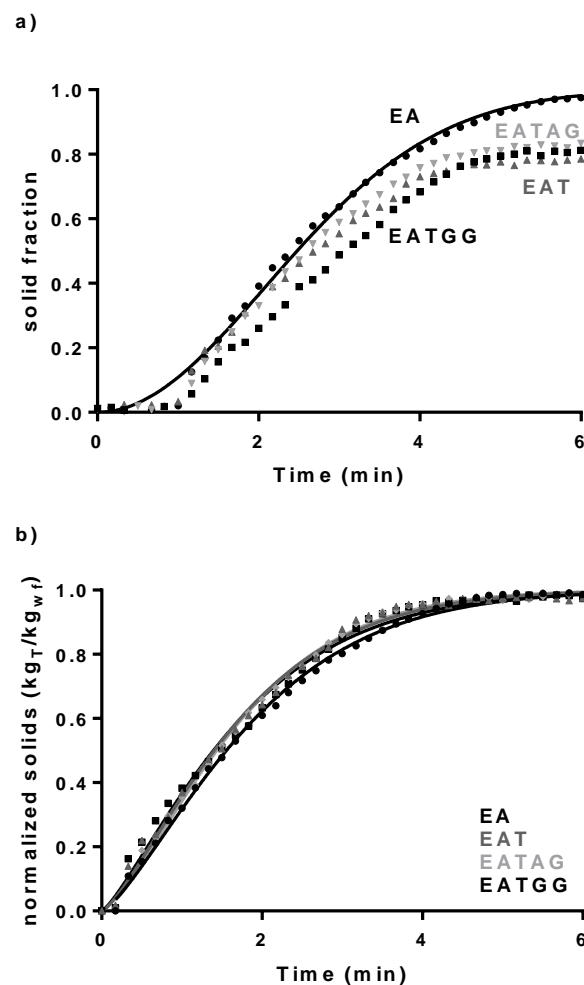 a)
1.0
0.8
0.6
0.4
0.2
0.0
solid fraction
EA
EATAG
EAT
EATGG
0 2 4 6
Time (min)
b)
1.0
0.8
0.6
0.4
0.2
0.0
normalized solids (kgT/kgwf)
EA
EAT
EATAG
EATGG
0 2 4 6
Time (min)